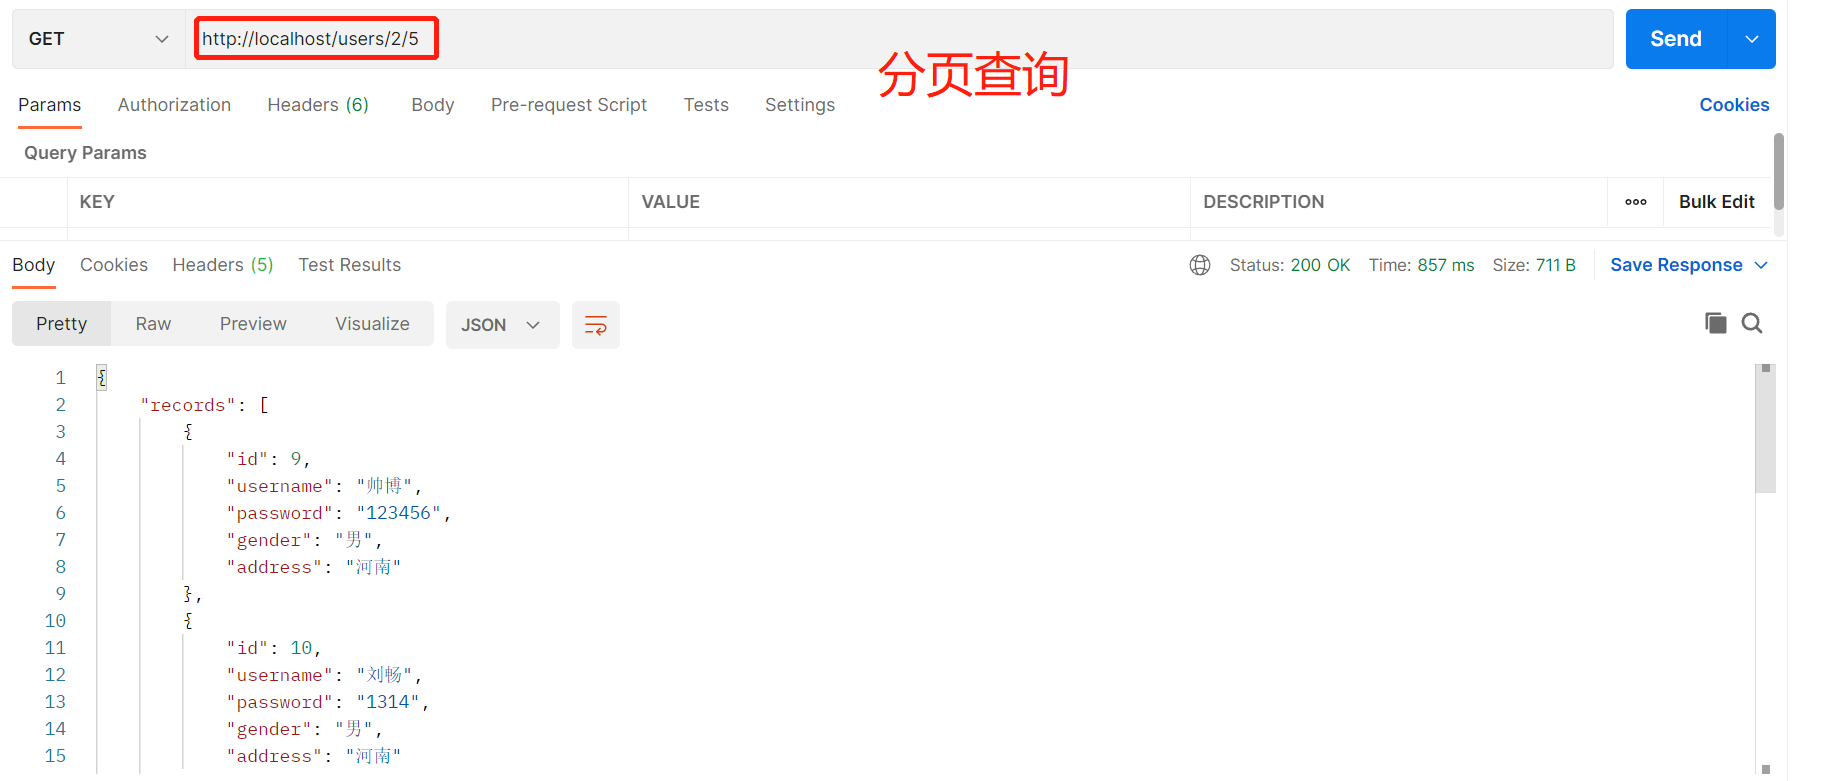 GET http://localhost/users/2/5 Send
分页查询
Params Authorization Headers (6) Body Pre-request Script Tests Settings Cookies
Query Params
KEY VALUE DESCRIPTION Bulk Edit
Body Cookies Headers (5) Test Results Status: 200 OK Time: 857 ms Size: 711 B Save Response
Pretty Raw Preview Visualize JSON
1 {
2 "records": [
3 {
4 "id": 9,
5 "username": "帅博",
6 "password": "123456",
7 "gender": "男",
8 "address": "河南"
9 },
10 {
11 "id": 10,
12 "username": "刘畅",
13 "password": "1314",
14 "gender": "男",
15 "address": "河南"